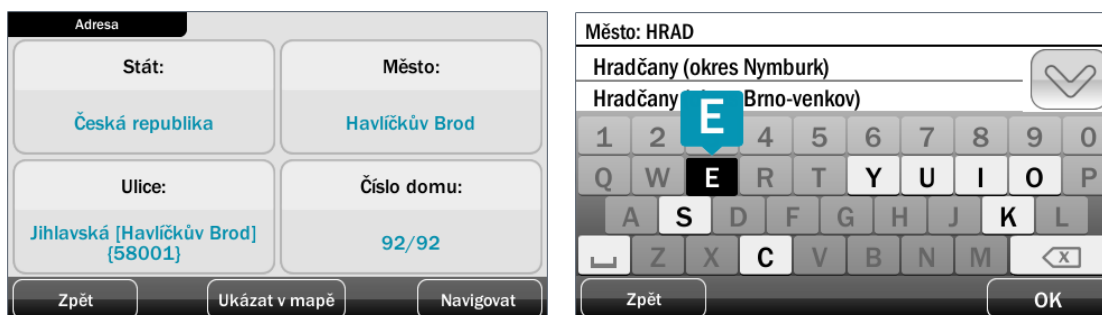 Adresa
Stát:
Město:
Česká republika
Havlíčkův Brod
Ulice:
Číslo domu:
Jihlavská [Havlíčkův Brod]
{58001}
92/92
Zpět
Ukázat v mapě
Navigovat
Město: HRAD
Hradčany (okres Nymburk)
Hradčany Brno-venkov)
E
1 2 4 5 6 7 8 9 0
Q W E R T Y U I O P
A S D F G H J K L
Z X C V B N M X
Zpět
OK